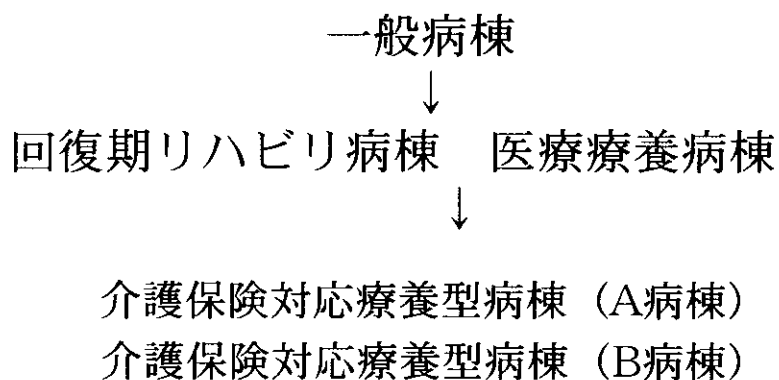 一般病棟
↓
回復期リハビリ病棟　医療療養病棟
↓
介護保険対応療養型病棟（A病棟）
介護保険対応療養型病棟（B病棟）